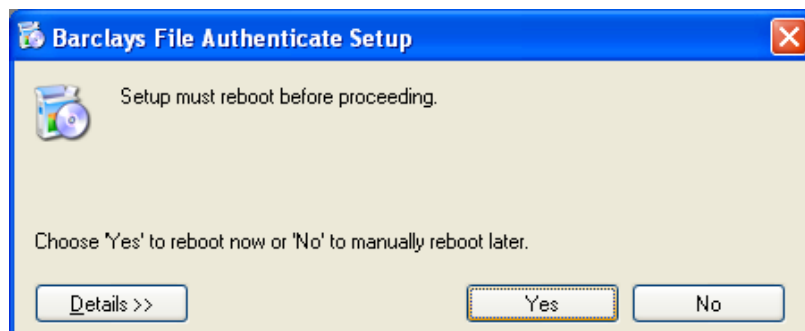 Barclays File Authenticate Setup
Setup must reboot before proceeding.
Choose 'Yes' to reboot now or 'No' to manually reboot later.
Details >>
Yes
No